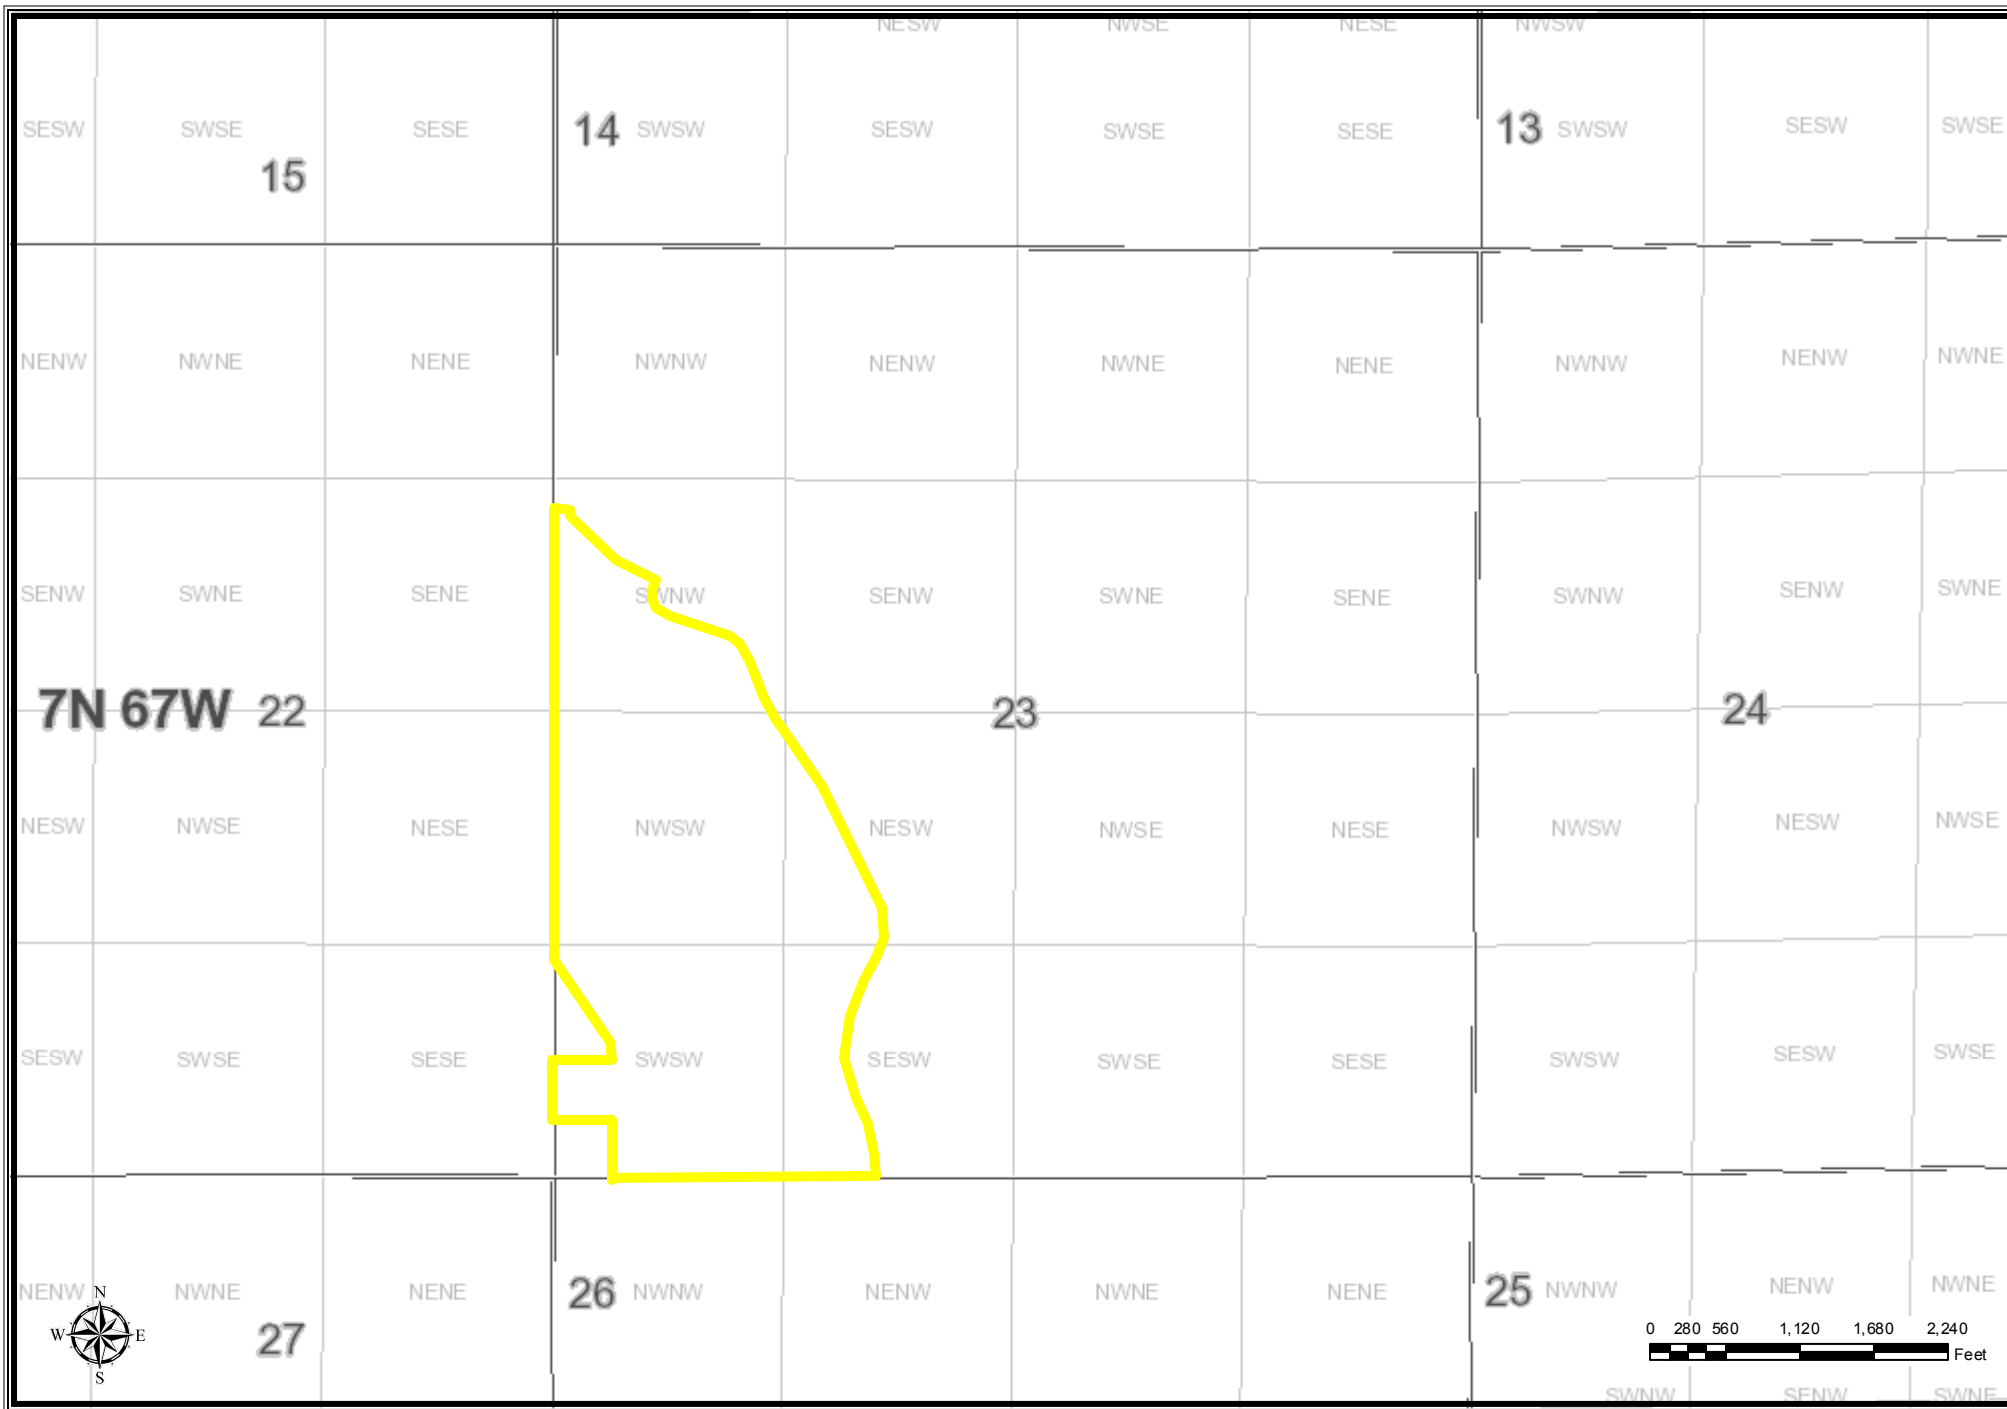 NESW NWSE NESE NWSW
SESW SWSE SESE 14 SWSW SESW SWSE SESE 13 SWSW SESW SWSE
15
NENW NWNE NENE NWNW NENW NWNE NENE NWNW NENW NWNE
SENW SWNE SENE SWNW SENW SWNE SENE SWNW SENW SWNE
7N 67W 22 23 24
NESW NWSE NESE NWSW NESW NWSE NESE NWSW NESW NWSE
SESW SWSE SESE SWSW SESW SWSE SESE SWSW SESW SWSE
NENW NWNE NENE 26 NWNW NENW NWNE NENE 25 NWNW NENW NWNE
N
W E
S
27
0 280 560 1,120 1,680 2,240
Feet
SWNW SENW SWNE